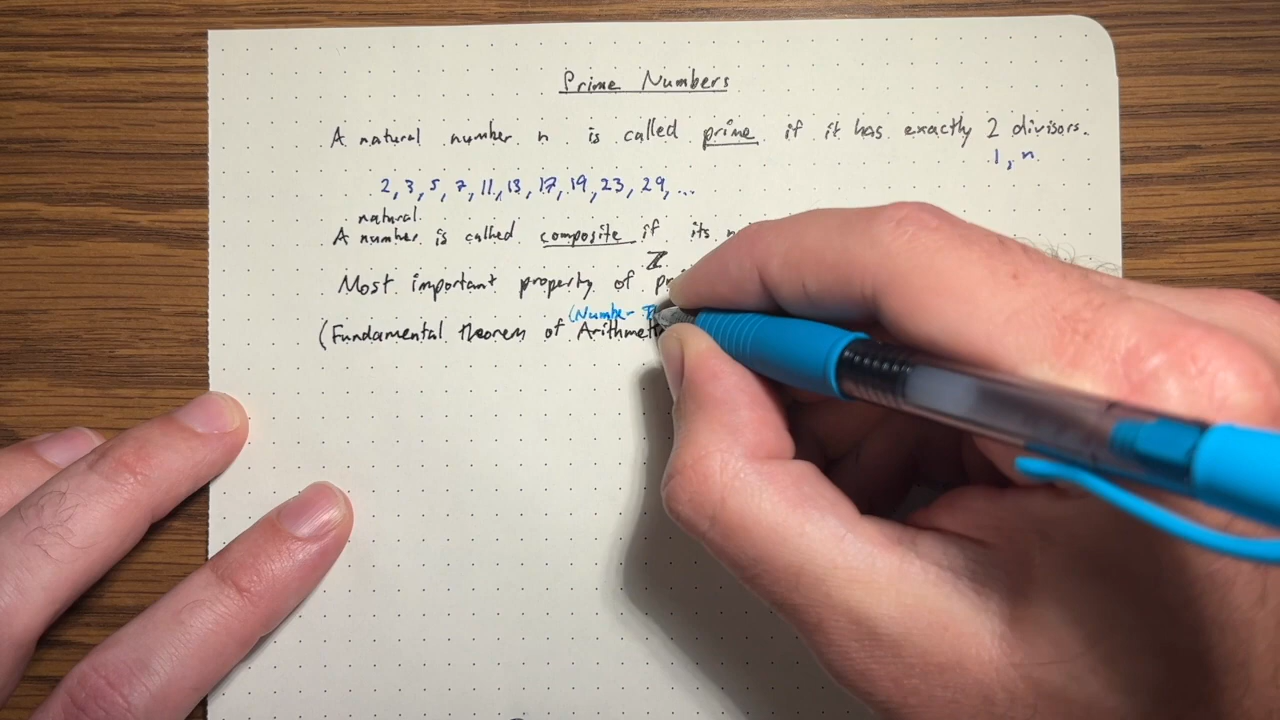 Prime Numbers
A natural number n is called prime if it has exactly 2 divisors.
1, n
2, 3, 5, 7, 11, 13, 17, 19, 23, 29, ...
natural
A number is called composite if its
ℤ
Most important property of
(Number
(Fundamental theorem of